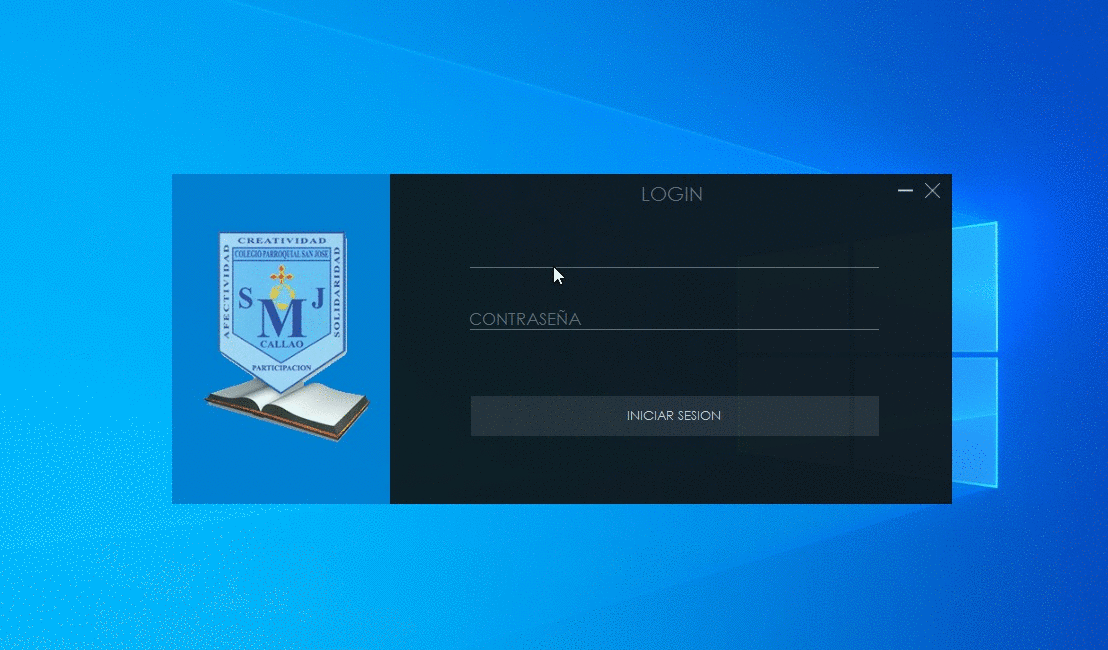 LOGIN
CREATIVIDAD
COLEGIO PARROQUIAL SAN JOSE
AFECTIVIDAD
SOLIDARIDAD
S M J
CALLAO
PARTICIPACION
CONTRASEÑA
INICIAR SESION